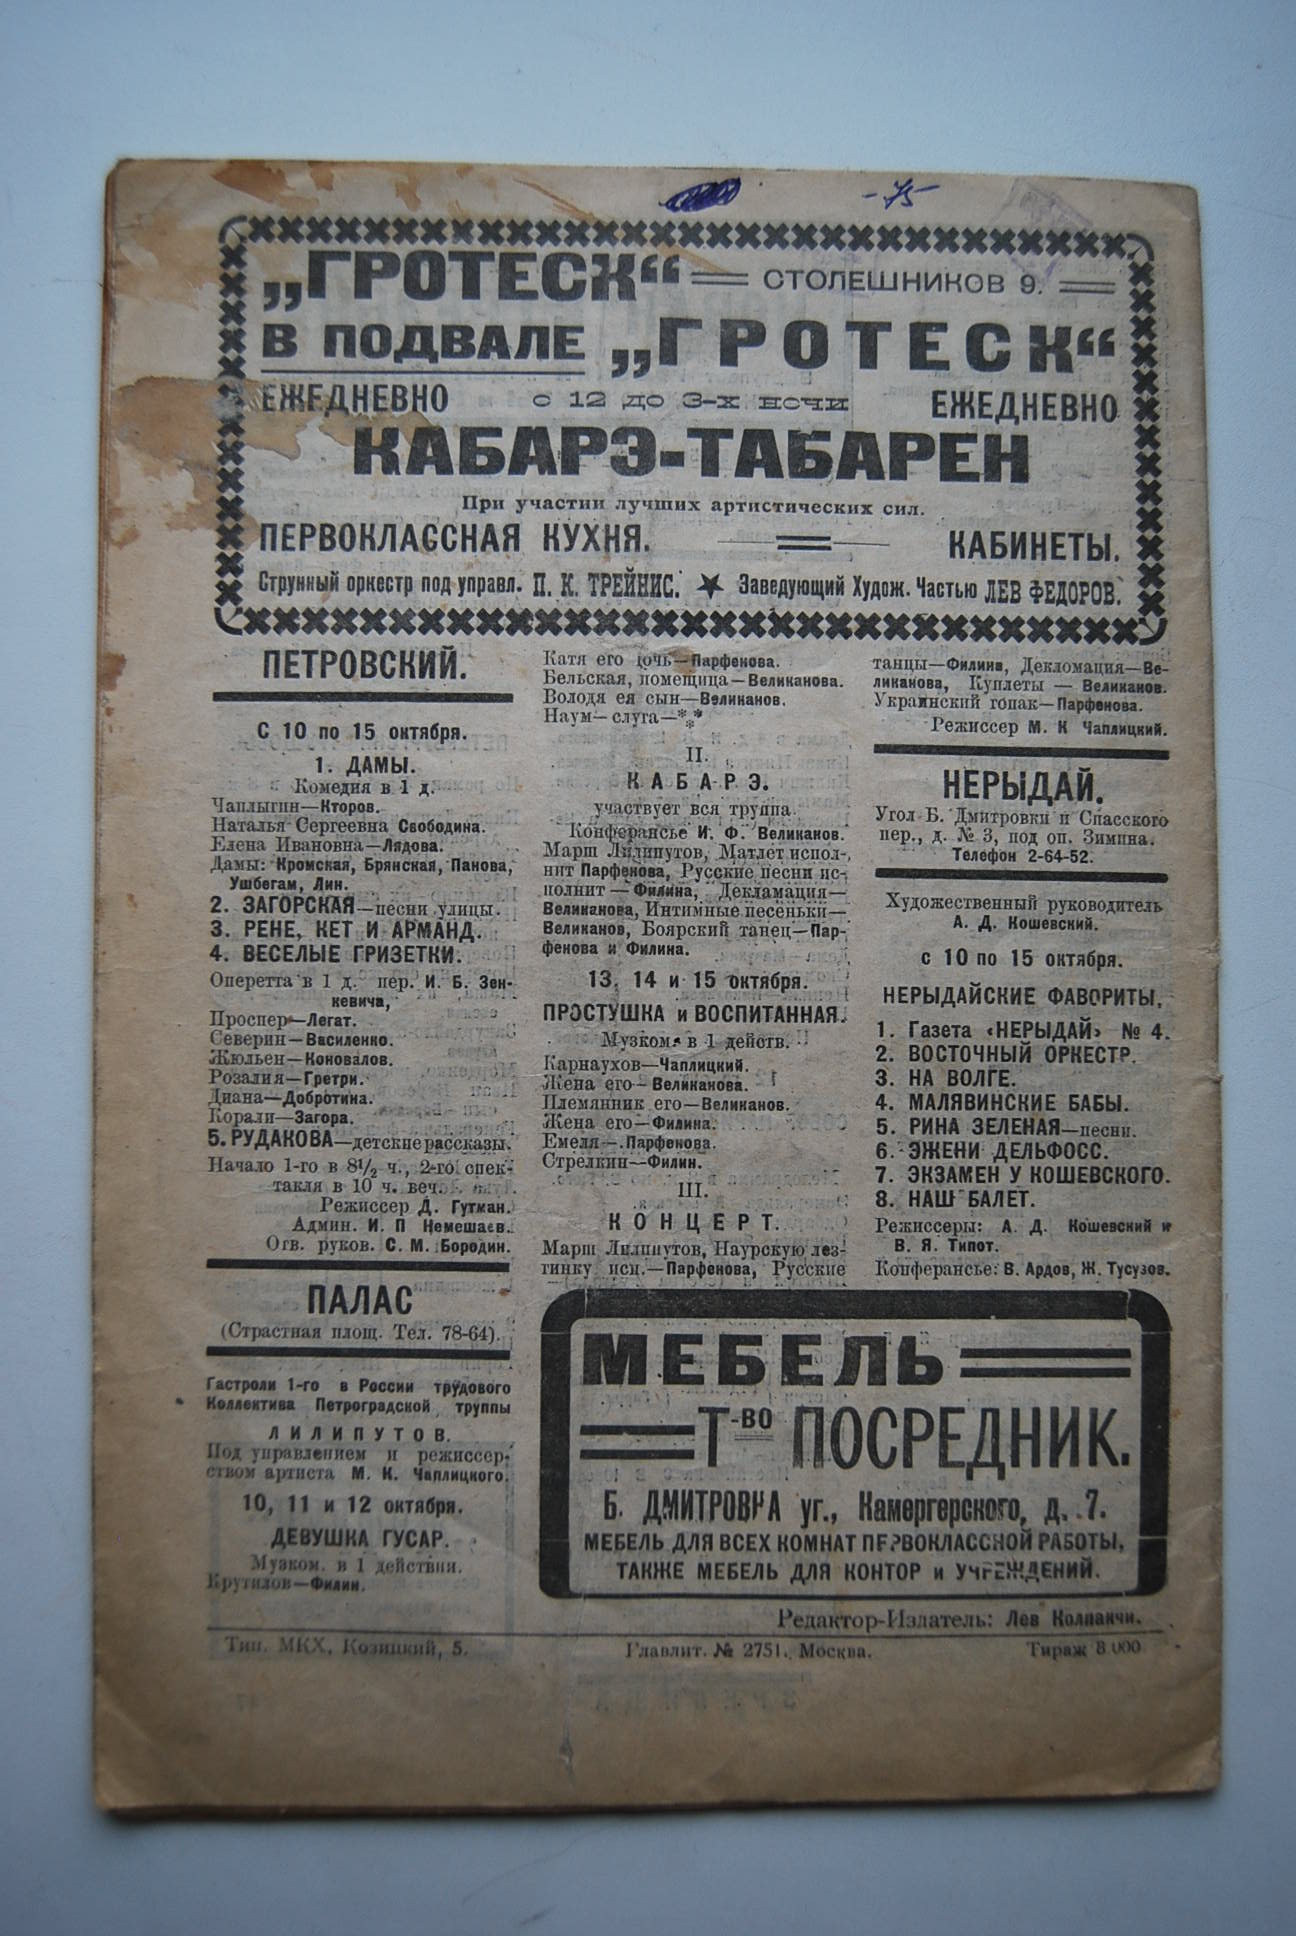 -75-
„ГРОТЕСК“ СТОЛЕШНИКОВ 9.
В ПОДВАЛЕ „ГРОТЕСК“
ЕЖЕДНЕВНО с 12 до 3-х ночи ЕЖЕДНЕВНО
КАБАРЭ-ТАБАРЕН
При участии лучших артистических сил.
ПЕРВОКЛАССНАЯ КУХНЯ. КАБИНЕТЫ.
Струнный оркестр под управл. П. К. ТРЕЙНИС. ★ Заведующий Худож. Частью ЛЕВ ФЕДОРОВ.
ПЕТРОВСКИЙ.
С 10 по 15 октября.
1. ДАМЫ.
Комедия в 1 д.
Чаплыгин—Кторов.
Наталья Сергеевна Свободина.
Елена Ивановна—Лядова.
Дамы: Кромская, Брянская, Панова,
Ушбегам, Лин.
2. ЗАГОРСКАЯ—песни улицы.
3. РЕНЕ, КЕТ И АРМАНД.
4. ВЕСЕЛЫЕ ГРИЗЕТКИ.
Оперетта в 1 д. пер. И. Б. Зен-
кевича,
Проспер—Легат.
Северин—Василенко.
Жюльен—Коновалов.
Розалия—Гретри.
Диана—Добротина.
Корали—Загора.
5. РУДАКОВА—детские рассказы.
Начало 1-го в 8½ ч., 2-го спек-
такля в 10 ч. веч.
Режиссер Д. Гутман.
Админ. И. П Немешаев.
Отв. руков. С. М. Бородин.
ПАЛАС
(Страстная площ. Тел. 78-64).
Гастроли 1-го в России трудового
Коллектива Петроградской труппы
ЛИЛИПУТОВ.
Под управлением и режиссер-
ством артиста М. К. Чаплицкого.
10, 11 и 12 октября.
ДЕВУШКА ГУСАР.
Музком. в 1 действии.
Крутилов—Филин.
Катя его дочь—Парфенова.
Бельская, помещица—Великанова.
Володя ея сын—Великанов.
Наум—слуга—***
II.
КАБАРЭ.
участвует вся труппа.
Конферансье И. Ф. Великанов.
Марш Лилипутов, Матлет испол-
нит Парфенова, Русские песни ис-
полнит—Филина, Декламация—
Великанова, Интимные песеньки—
Великанов, Боярский танец—Пар-
фенова и Филина.
13, 14 и 15 октября.
ПРОСТУШКА и ВОСПИТАННАЯ.
Музком. в 1 действ.
Карнаухов—Чаплицкий.
Жена его—Великанова.
Племянник его—Великанов.
Жена его—Филина.
Емеля—Парфенова.
Стрелкин—Филин.
III.
КОНЦЕРТ.
Марш Лилипутов, Наурскую лез-
гинку исп.—Парфенова, Русские
танцы—Филина, Декломация—Ве-
ликанова, Куплеты—Великанов.
Украинский гопак—Парфенова.
Режиссер М. К Чаплицкий.
НЕРЫДАЙ.
Угол Б. Дмитровки и Спасского
пер., д. № 3, под оп. Зимина.
Телефон 2-64-52.
Художественный руководитель
А. Д. Кошевский.
с 10 по 15 октября.
НЕРЫДАЙСКИЕ ФАВОРИТЫ.
1. Газета «НЕРЫДАЙ» № 4.
2. ВОСТОЧНЫЙ ОРКЕСТР.
3. НА ВОЛГЕ.
4. МАЛЯВИНСКИЕ БАБЫ.
5. РИНА ЗЕЛЕНАЯ—песни.
6. ЭЖЕНИ ДЕЛЬФОСС.
7. ЭКЗАМЕН У КОШЕВСКОГО.
8. НАШ БАЛЕТ.
Режиссеры: А. Д. Кошевский и
В. Я. Типот.
Конферансье: В. Ардов, Ж. Тусузов.
МЕБЕЛЬ
Т-ВО ПОСРЕДНИК.
Б. ДМИТРОВКА уг., Камергерского, д. 7.
МЕБЕЛЬ ДЛЯ ВСЕХ КОМНАТ ПЕРВОКЛАССНОЙ РАБОТЫ,
ТАКЖЕ МЕБЕЛЬ ДЛЯ КОНТОР и УЧРЕЖДЕНИЙ.
Редактор-Издатель: Лев Колпакчи.
Тип. МКХ, Козицкий, 5. Главлит. № 2751. Москва. Тираж 8.000